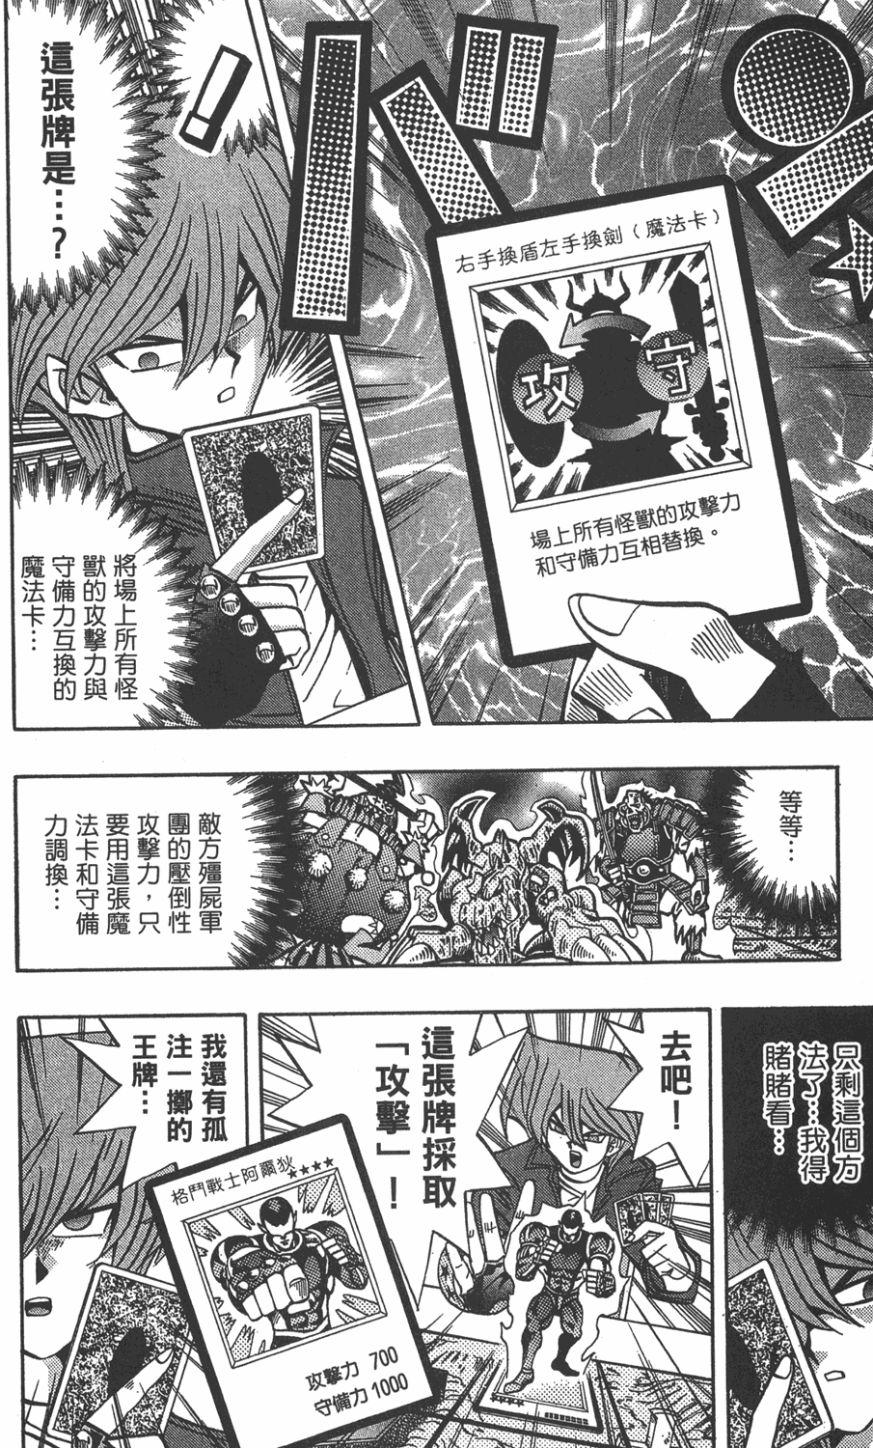 右手換盾左手換劍（魔法卡）
攻
守
場上所有怪獸的攻擊力
和守備力互相替換。
這張牌是…？
將場上所有怪
獸的攻擊力與
守備力互換的
魔法卡…
等等…
敵方殭屍軍
團的壓倒性
攻擊力，只
要用這張魔
法卡和守備
力調換…
只剩這個方
法了…我得
賭賭看…
去吧！
這張牌採取
「攻擊」！
我還有孤
注一擲的
王牌…
格鬥戰士阿爾狄
★★★★
攻擊力 700
守備力 1000